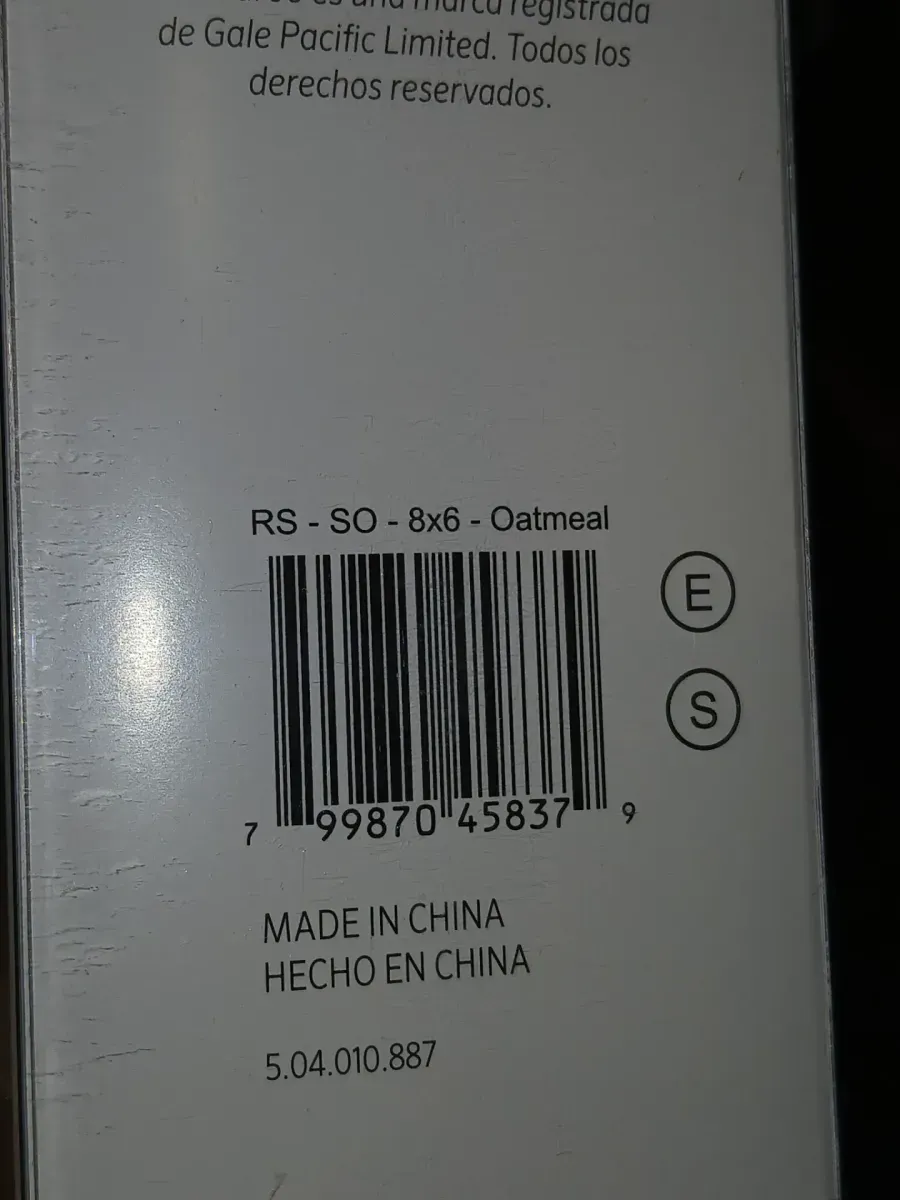 registrada
de Gale Pacific Limited. Todos los
derechos reservados.
RS - SO - 8x6 - Oatmeal
E
S
7 99870 45837 9
MADE IN CHINA
HECHO EN CHINA
5.04.010.887